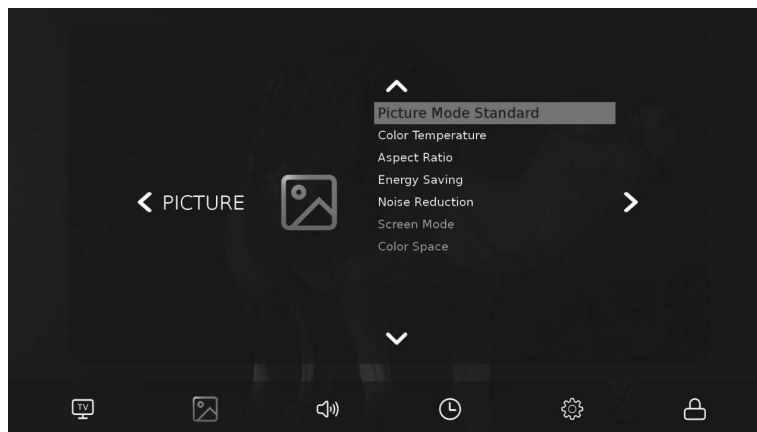 Picture Mode Standard
Color Temperature
Aspect Ratio
Energy Saving
PICTURE
Noise Reduction
Screen Mode
Color Space
TV